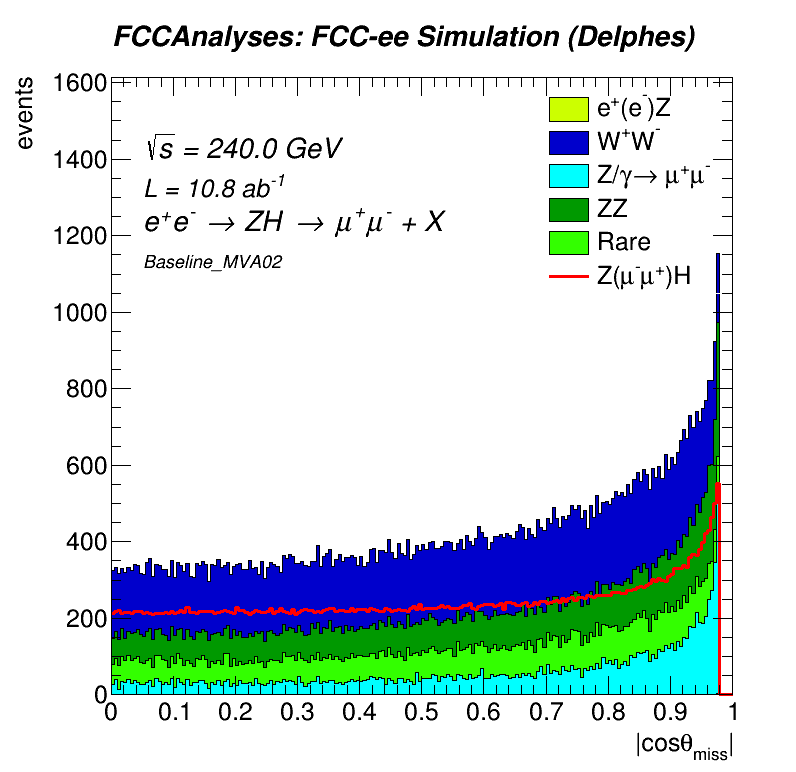 FCCAnalyses: FCC-ee Simulation (Delphes)
events
1600
1400
1200
1000
800
600
400
200
0
√s = 240.0 GeV
L = 10.8 ab⁻¹
e⁺e⁻ → ZH → μ⁺μ⁻ + X
Baseline_MVA02
e⁺(e⁻)Z
W⁺W⁻
Z/γ→ μ⁺μ⁻
ZZ
Rare
Z(μ⁻μ⁺)H
0 0.1 0.2 0.3 0.4 0.5 0.6 0.7 0.8 0.9 1
|cosθ_miss|